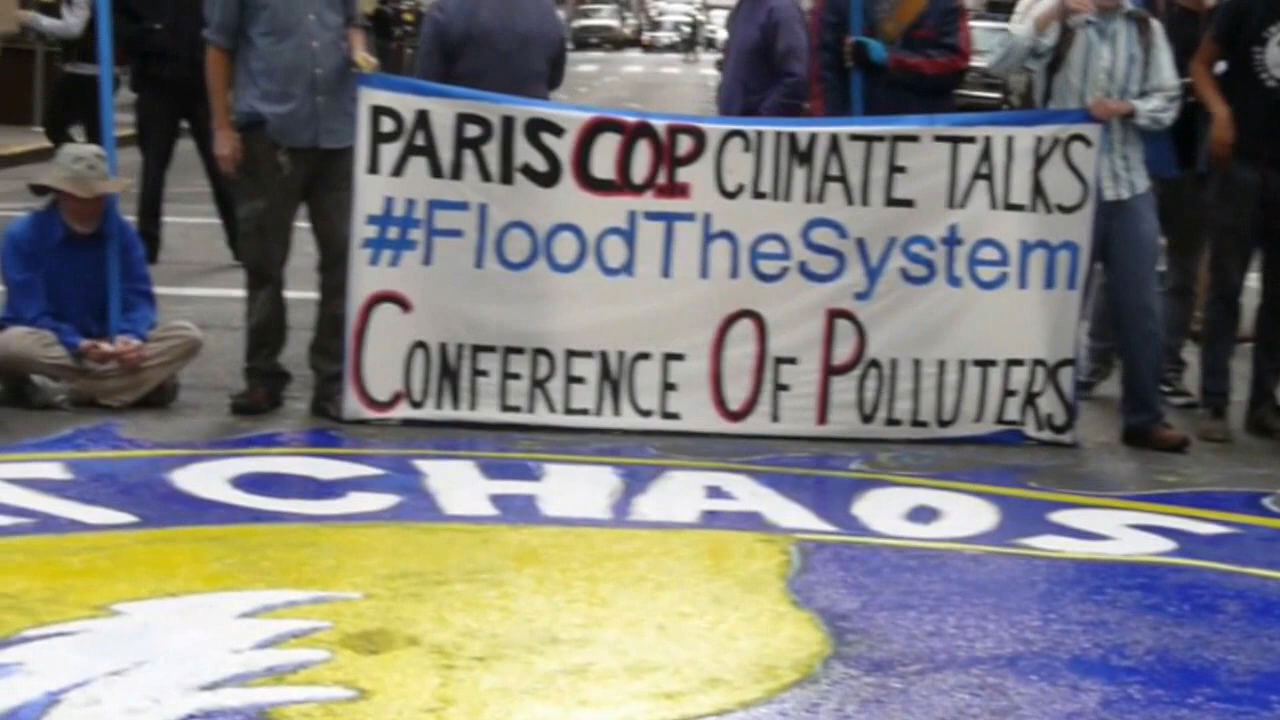 PARIS COP CLIMATE TALKS
#FloodTheSystem
CONFERENCE OF POLLUTERS
CHAOS